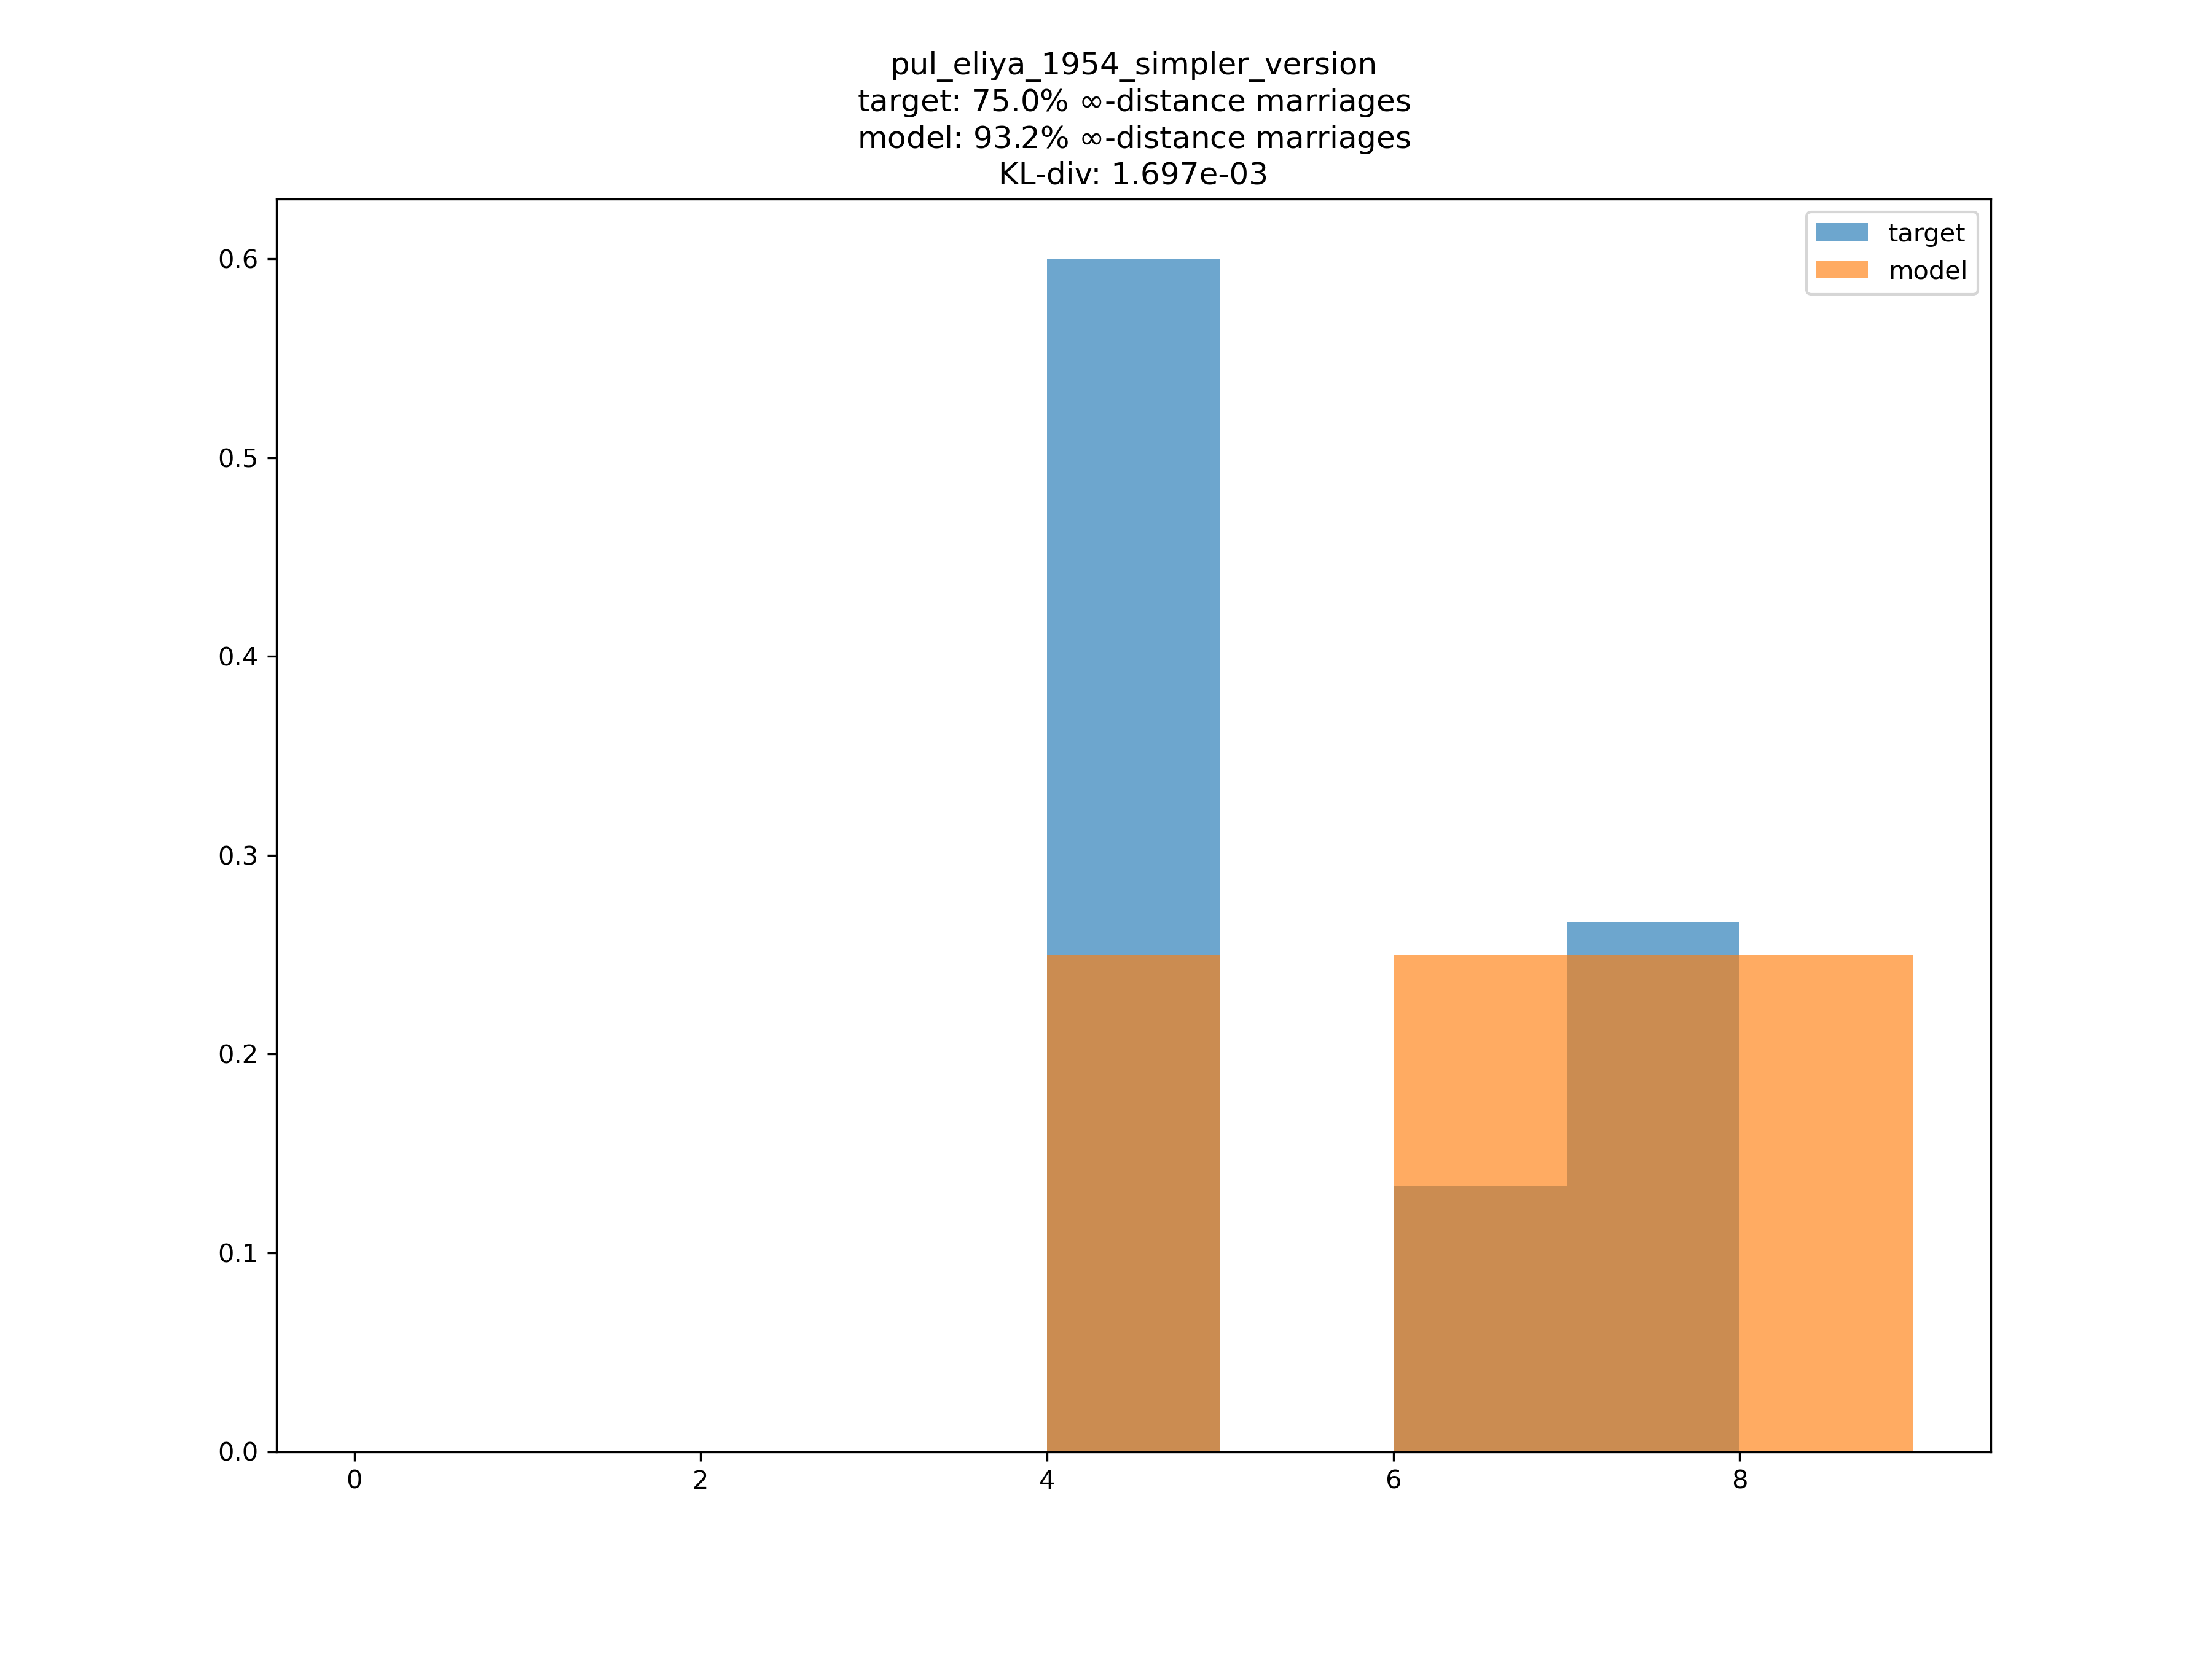 pul_eliya_1954_simpler_version
target: 75.0% ∞-distance marriages
model: 93.2% ∞-distance marriages
KL-div: 1.697e-03
target
model
0.6
0.5
0.4
0.3
0.2
0.1
0.0
0 2 4 6 8